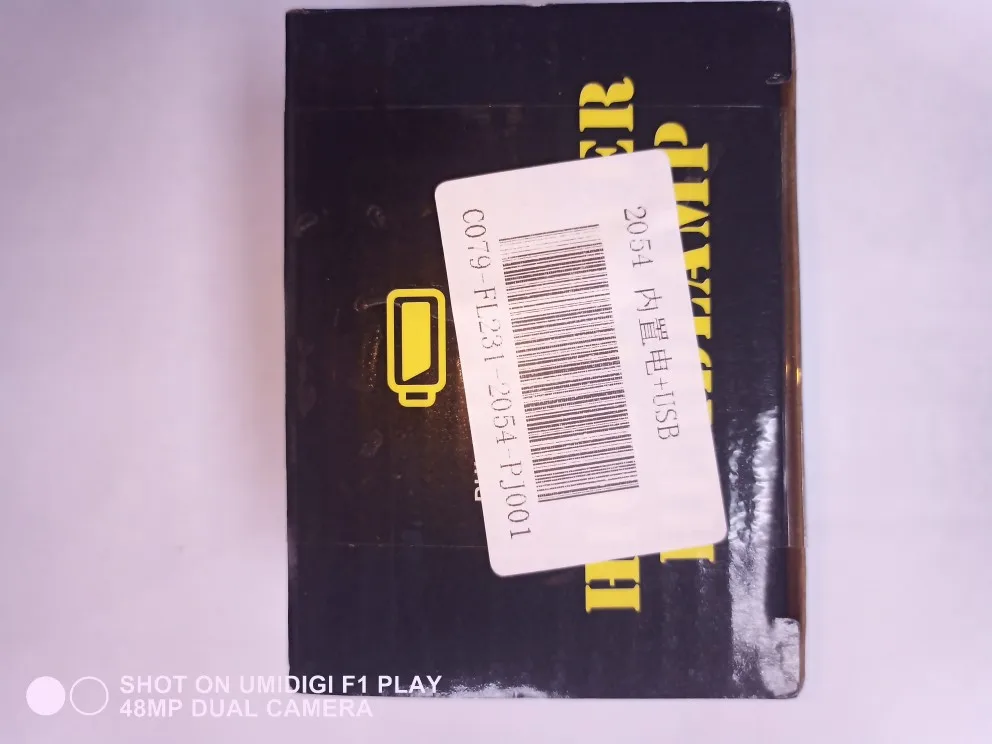 2054 内置电+USB
C079-FL231-2054-PJ001
SHOT ON UMIDIGI F1 PLAY
48MP DUAL CAMERA